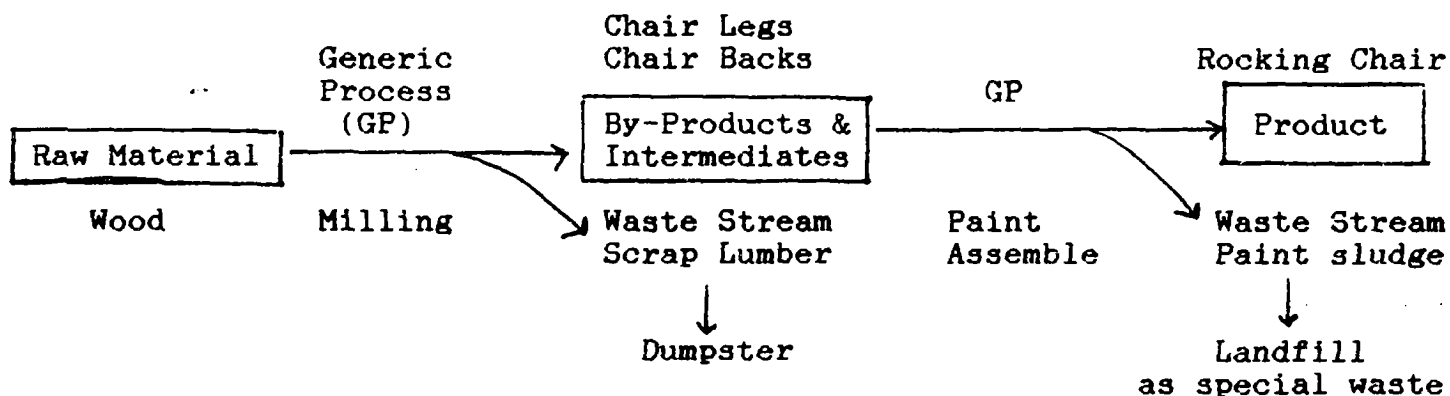 Chair Legs
Chair Backs
Generic
Process
(GP)
GP
Rocking Chair
Raw Material
By-Products &
Intermediates
Product
Wood
Milling
Waste Stream
Scrap Lumber
Paint
Assemble
Waste Stream
Paint sludge
Dumpster
Landfill
as special waste